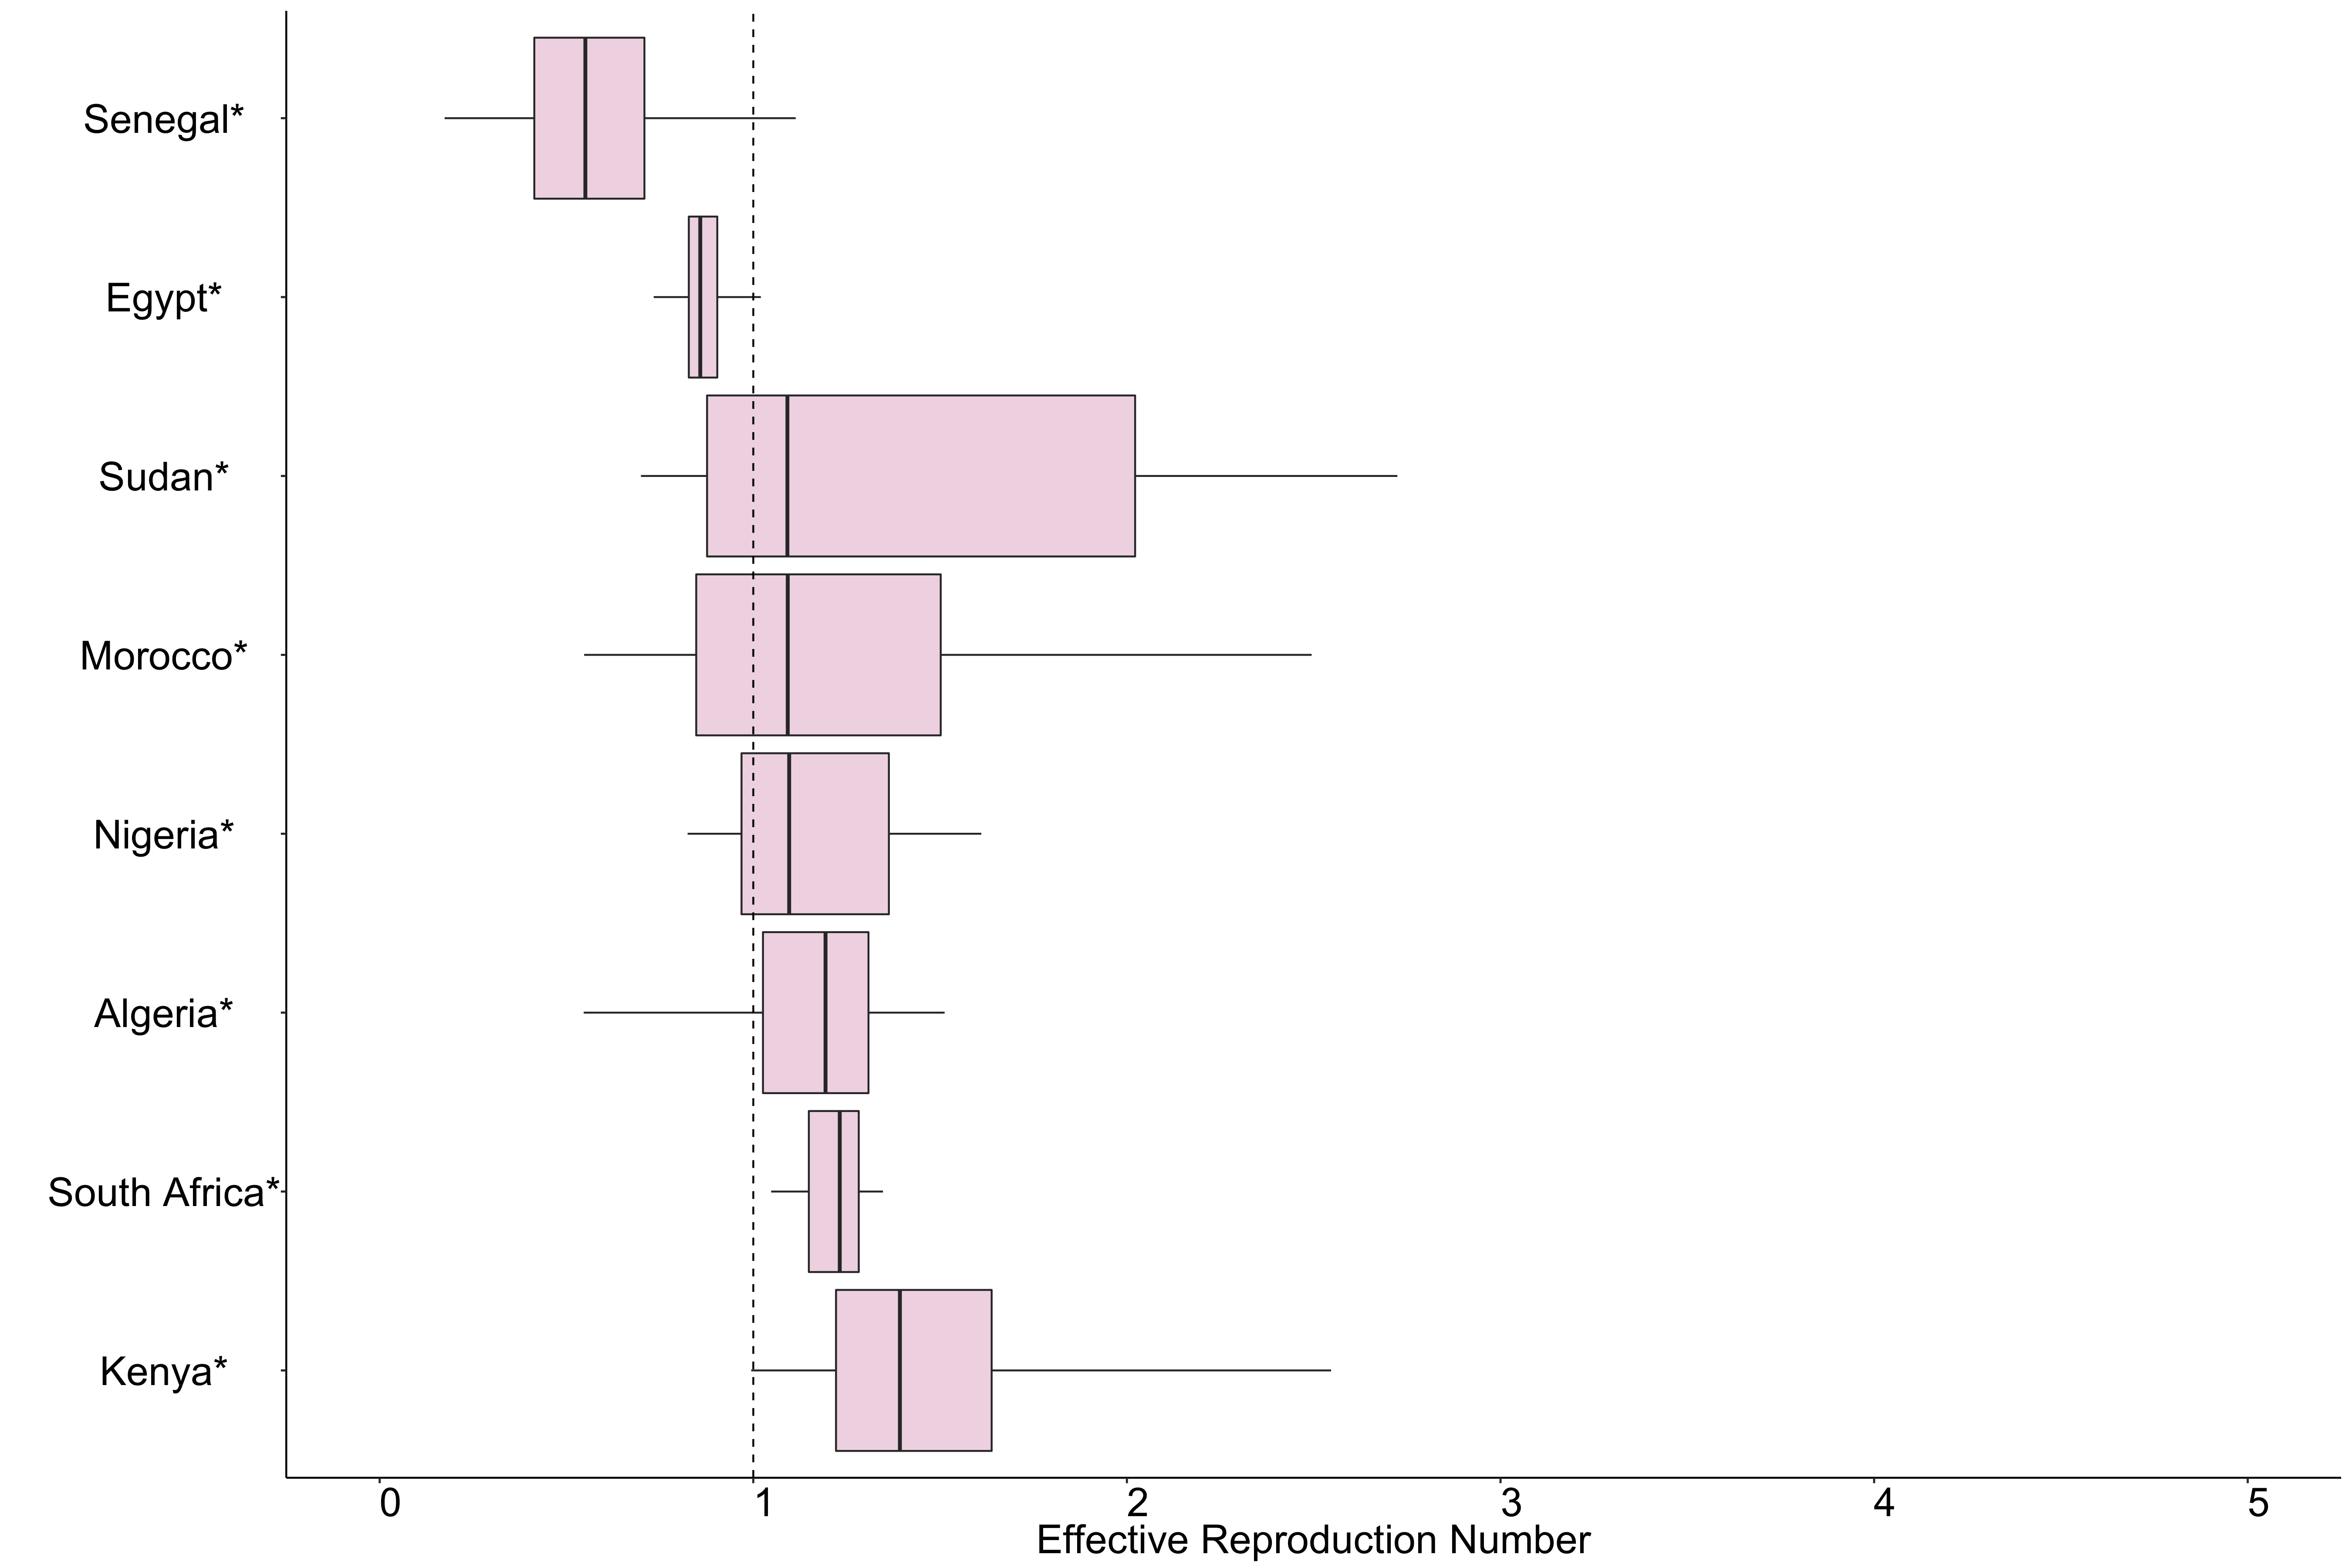 Senegal*
Egypt*
Sudan*
Morocco*
Nigeria*
Algeria*
South Africa*
Kenya*
0 1 2 3 4 5
Effective Reproduction Number